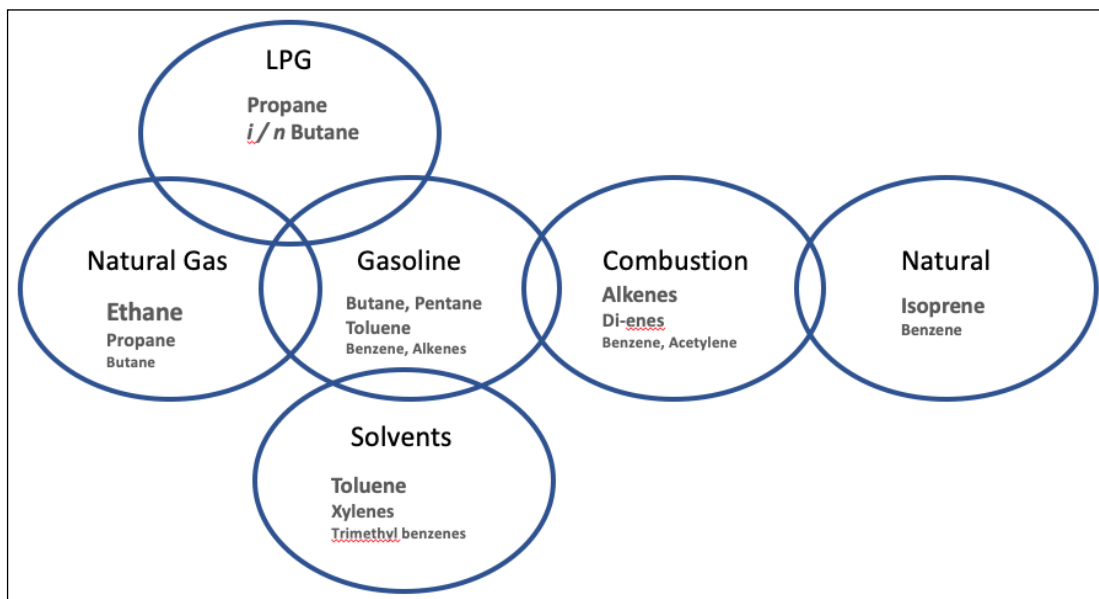 LPG
Propane
i / n Butane
Natural Gas
Ethane
Propane
Butane
Gasoline
Butane, Pentane
Toluene
Benzene, Alkenes
Combustion
Alkenes
Di-enes
Benzene, Acetylene
Natural
Isoprene
Benzene
Solvents
Toluene
Xylenes
Trimethyl benzenes